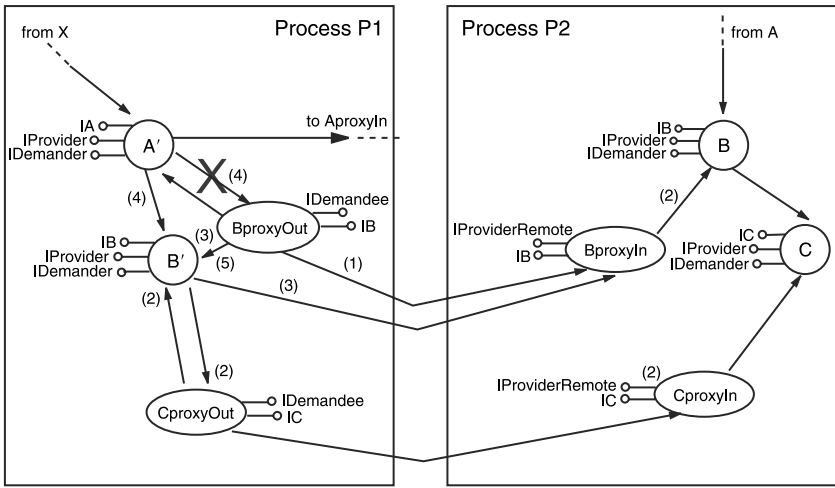 Process P1
from X
to AproxyIn
IA
IProvider
IDemander
A′
(4)
(4)
IDemandee
IB
BproxyOut
(3)
(5)
(1)
IB
IProvider
IDemander
B′
(2)
(3)
(2)
IDemandee
IC
CproxyOut
Process P2
from A
IB
IProvider
IDemander
B
(2)
IProviderRemote
IB
BproxyIn
IC
IProvider
IDemander
C
(2)
IProviderRemote
IC
CproxyIn